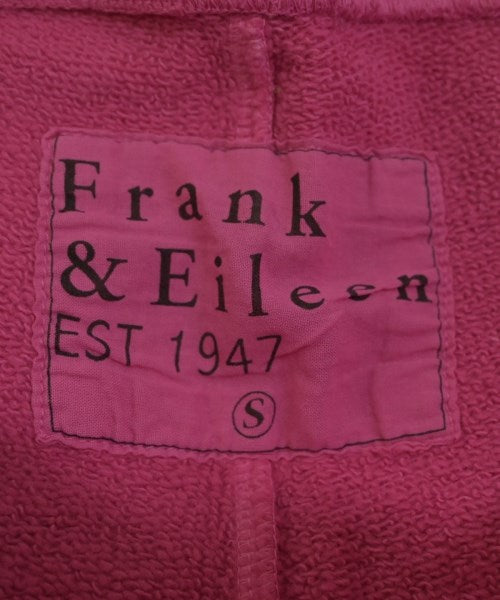 Frank
& Eileen
EST 1947
S